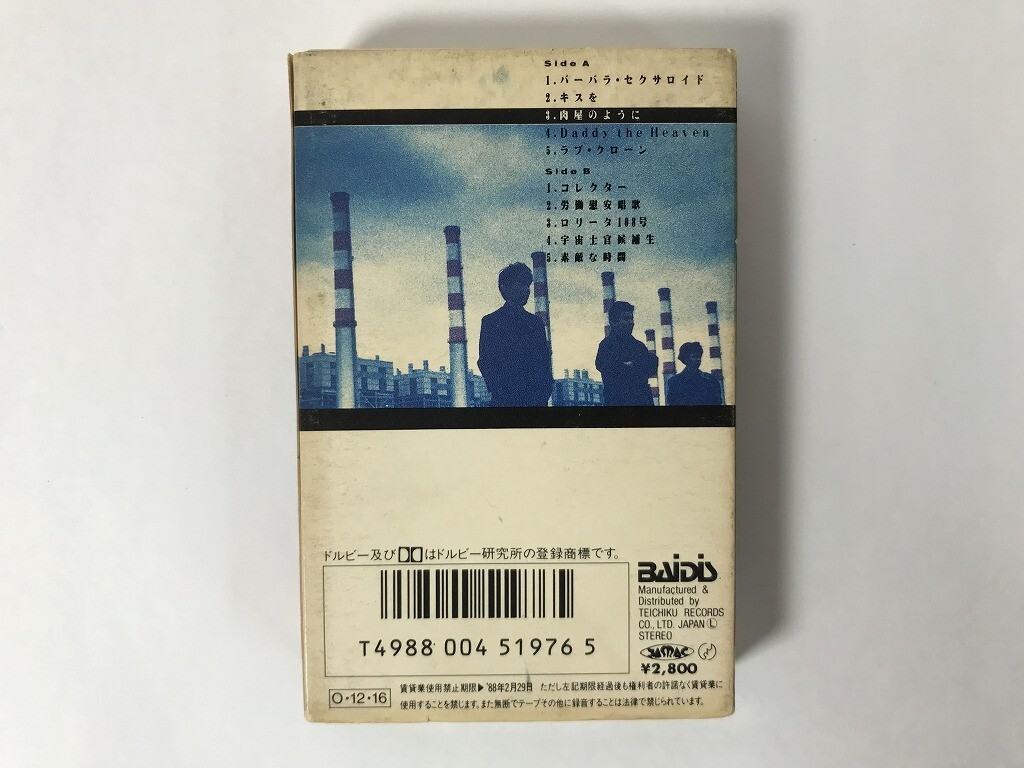 Side A
1.バーバラ・セクサロイド
2.キスを
3.肉屋のように
4.Daddy the Heaven
5.ラブ・クローン
Side B
1.コレクター
2.労働慰安唱歌
3.ロリータ108号
4.宇宙士官候補生
5.素敵な時間
ドルビー及びはドルビー研究所の登録商標です。
T4988 004 51976 5
BAiDiS
Manufactured &
Distributed by
TEICHIKU RECORDS
CO., LTD. JAPAN Ⓛ
STEREO
JASRAC
¥2,800
O・12・16
賃貸業使用禁止期限▶'88年2月29日 ただし左記期限経過後も権利者の許諾なく賃貸業に
使用することを禁じます。また無断でテープその他に録音することは法律で禁じられています。